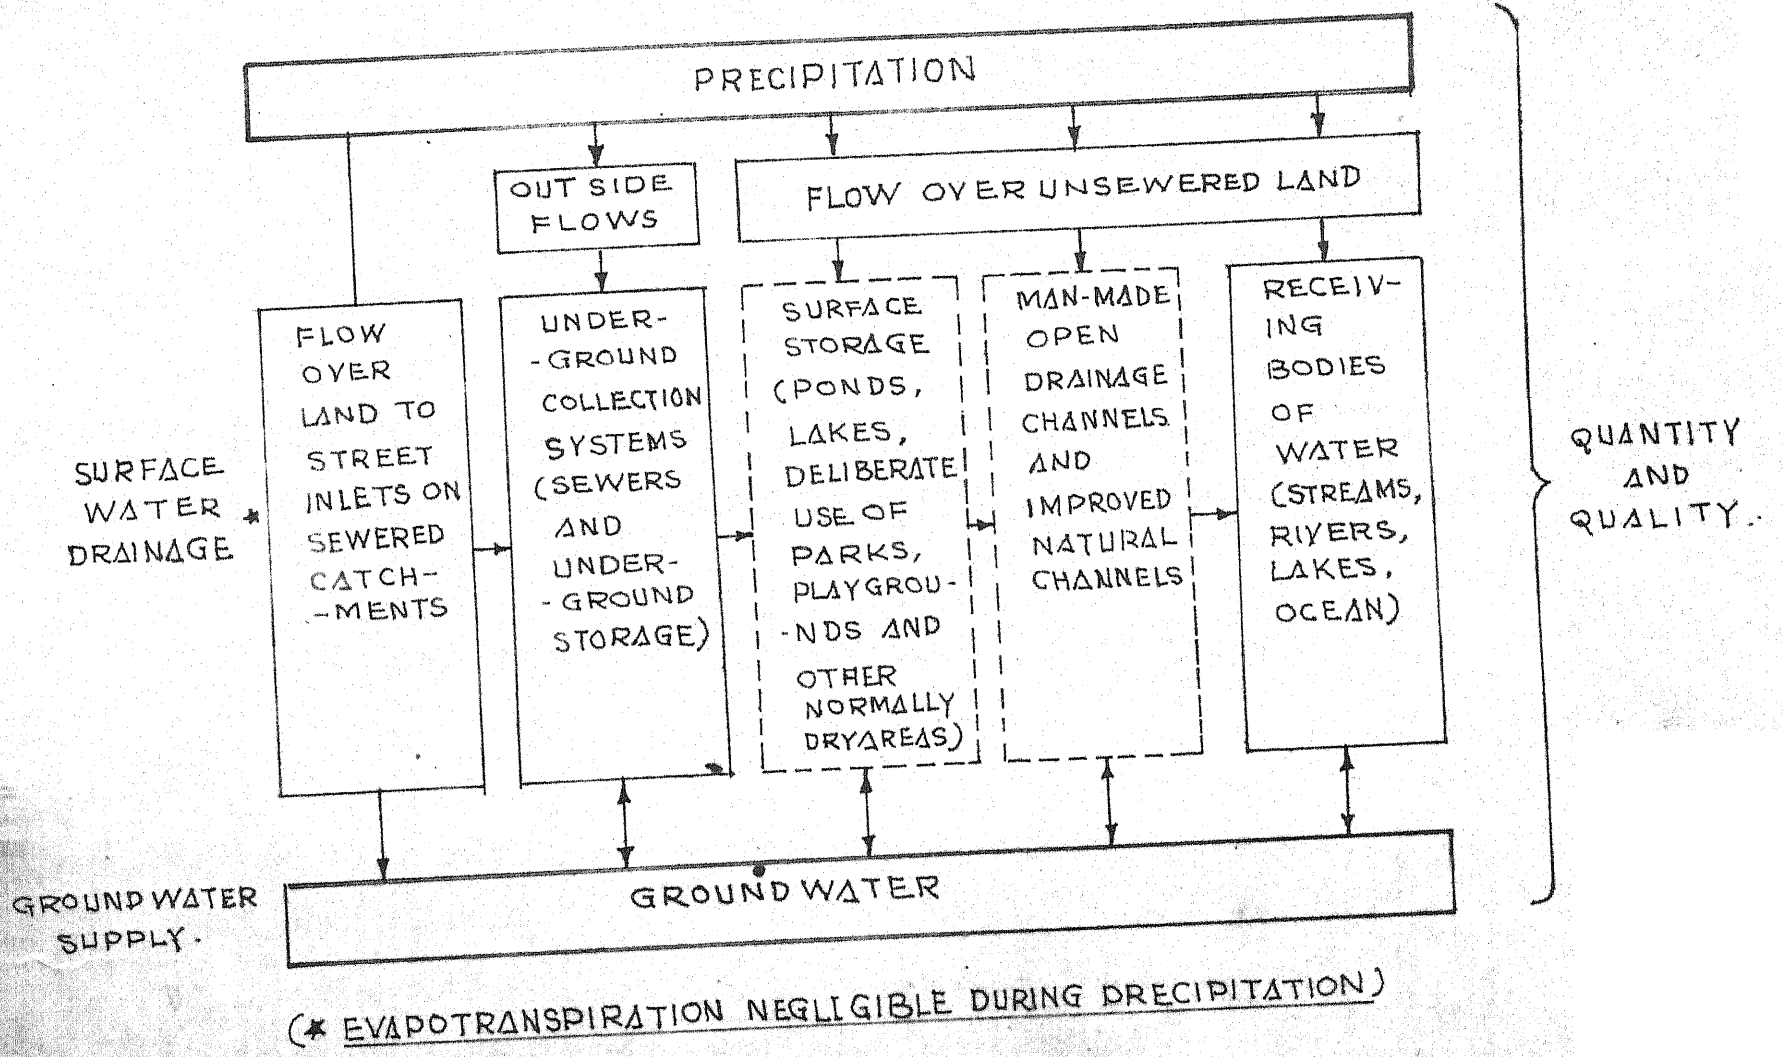 PRECIPITATION
OUT SIDE
FLOWS
FLOW OVER UNSEWERED LAND
SURFACE
WATER *
DRAINAGE
FLOW
OVER
LAND TO
STREET
INLETS ON
SEWERED
CATCH-
-MENTS
UNDER-
-GROUND
COLLECTION
SYSTEMS
(SEWERS
AND
UNDER-
-GROUND
STORAGE)
SURFACE
STORAGE
(PONDS,
LAKES,
DELIBERATE
USE OF
PARKS,
PLAYGROU-
-NDS AND
OTHER
NORMALLY
DRYAREAS)
MAN-MADE
OPEN
DRAINAGE
CHANNELS
AND
IMPROVED
NATURAL
CHANNELS
RECEIV-
ING
BODIES
OF
WATER
(STREAMS,
RIVERS,
LAKES,
OCEAN)
QUANTITY
AND
QUALITY.
GROUND WATER
SUPPLY.
GROUND WATER
(* EVAPOTRANSPIRATION NEGLIGIBLE DURING PRECIPITATION)